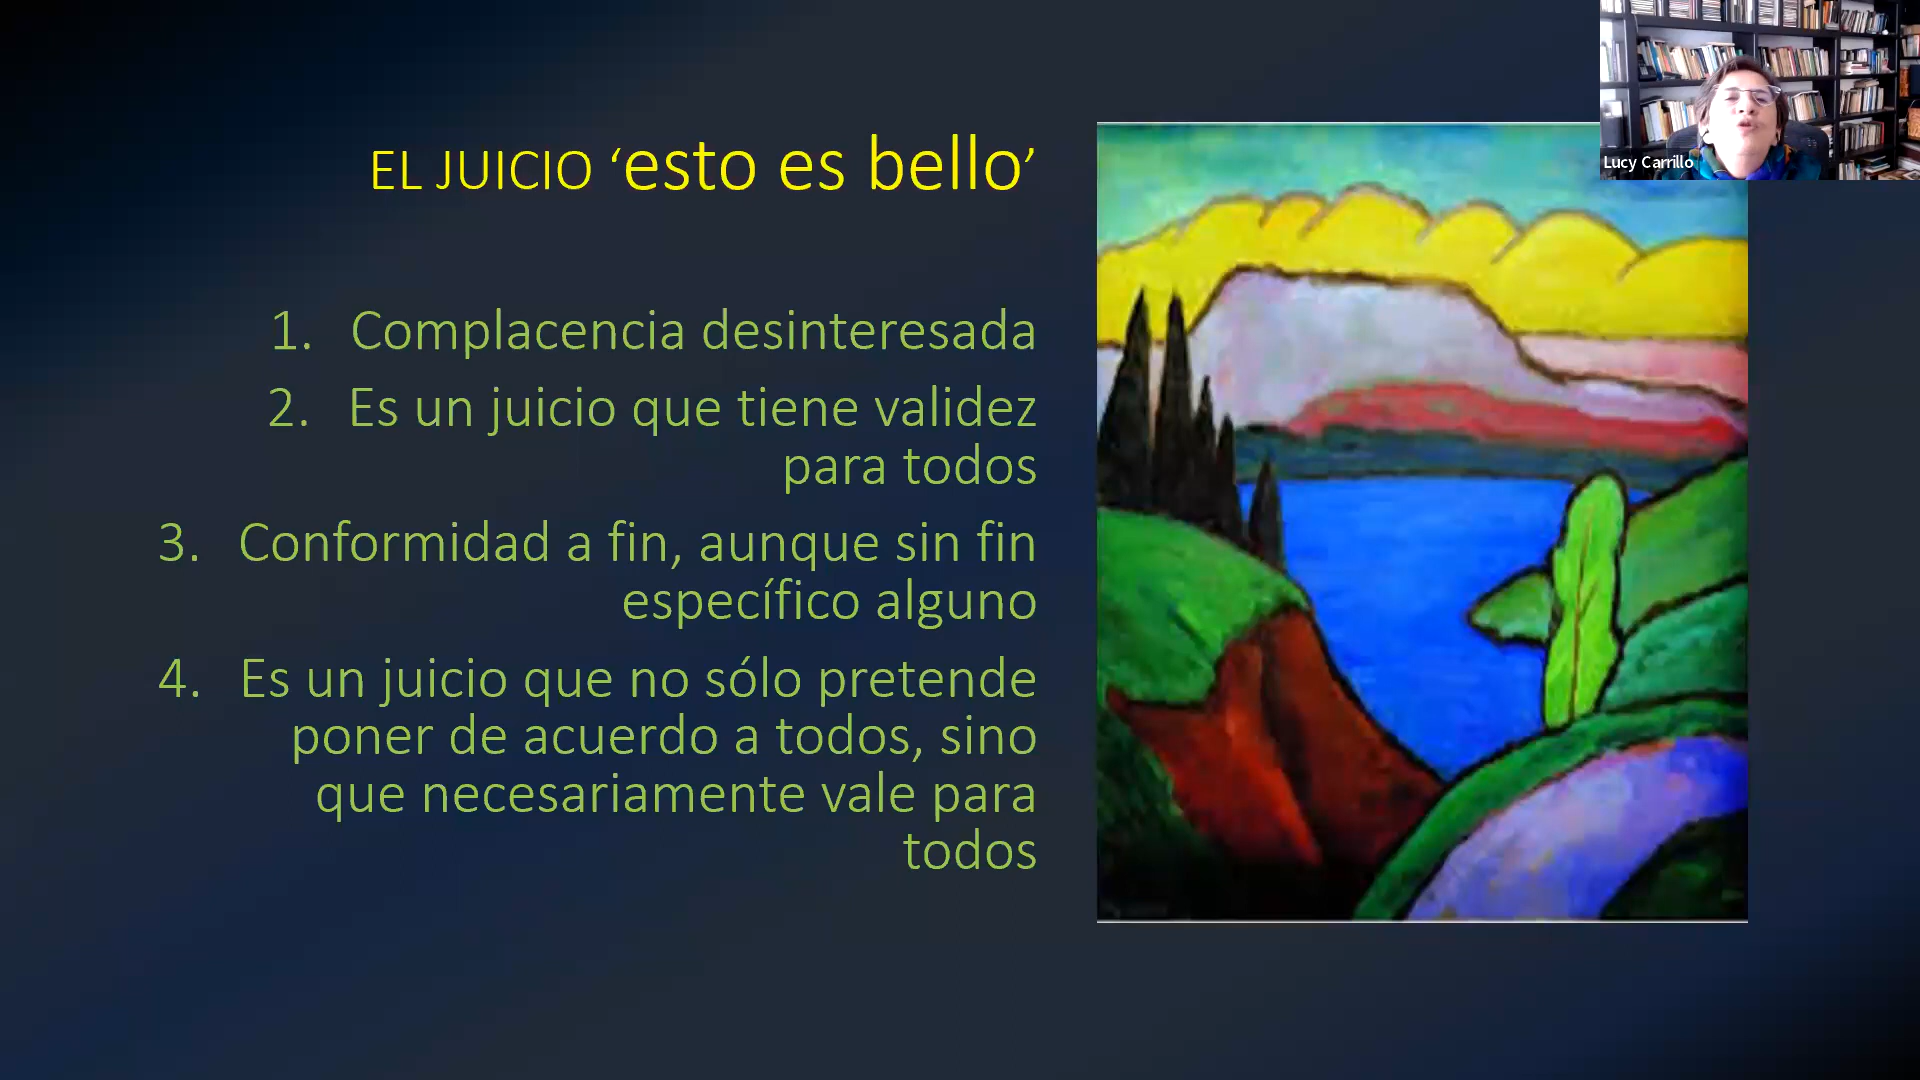 EL JUICIO ‘esto es bello’
1. Complacencia desinteresada
2. Es un juicio que tiene validez
para todos
3. Conformidad a fin, aunque sin fin
específico alguno
4. Es un juicio que no sólo pretende
poner de acuerdo a todos, sino
que necesariamente vale para
todos
Lucy Carrillo